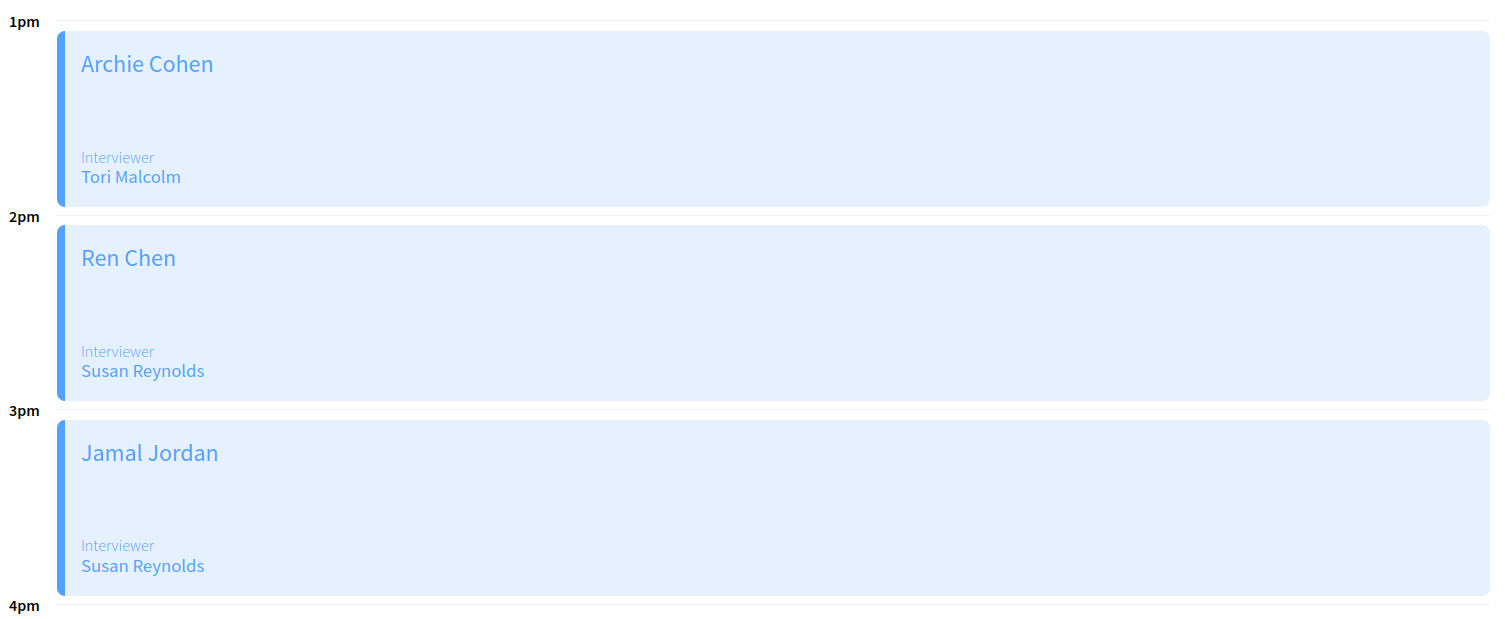 1pm
Archie Cohen
Interviewer
Tori Malcolm
2pm
Ren Chen
Interviewer
Susan Reynolds
3pm
Jamal Jordan
Interviewer
Susan Reynolds
4pm